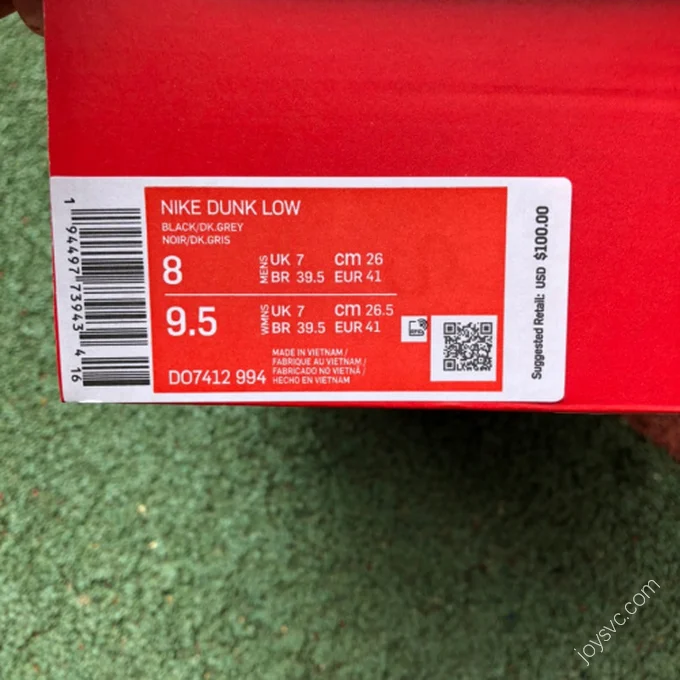 1 94497 73943 4 16
NIKE DUNK LOW
BLACK/DK.GREY
NOIR/DK.GRIS
8 MENS UK 7 cm 26
BR 39.5 EUR 41
9.5 WMNS UK 7 cm 26.5
BR 39.5 EUR 41
DO7412 994
MADE IN VIETNAM /
FABRIQUE AU VIETNAM /
FABRICADO NO VIETNÃ /
HECHO EN VIETNAM
Suggested Retail: USD $100.00
joysvc.com